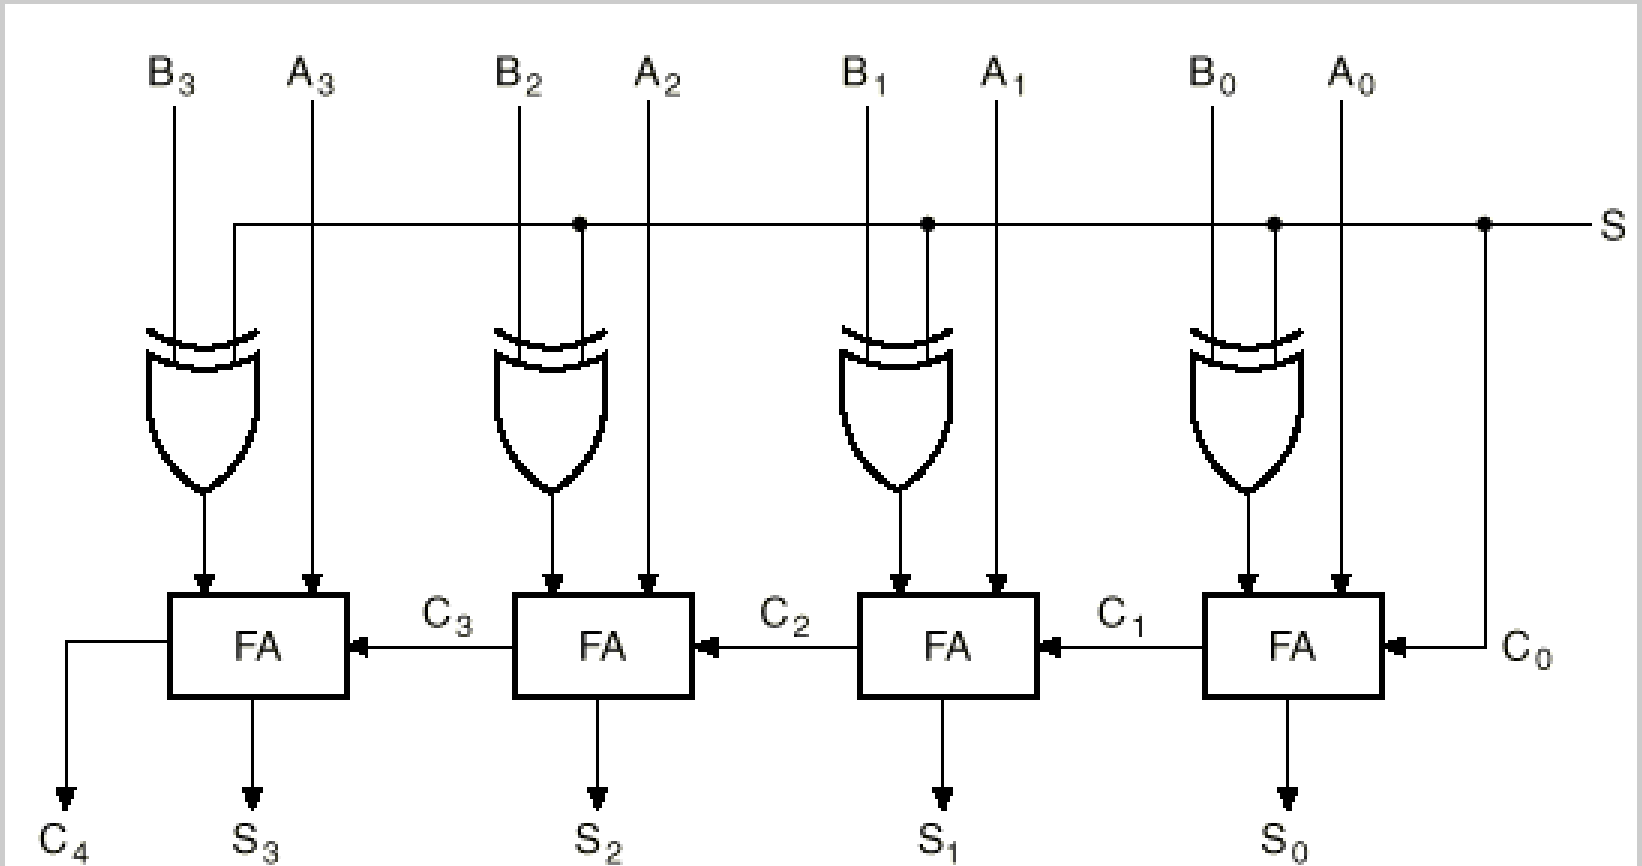 B3 A3 B2 A2 B1 A1 B0 A0
S
C3 C2 C1
FA FA FA FA C0
C4 S3 S2 S1 S0